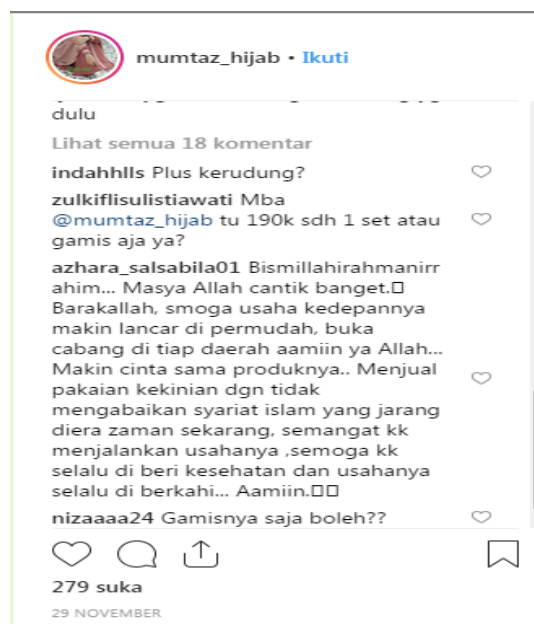 mumtaz_hijab • Ikuti
dulu
Lihat semua 18 komentar
indahhlls Plus kerudung?
zulkiflisulistiawati Mba
@mumtaz_hijab tu 190k sdh 1 set atau
gamis aja ya?
azhara_salsabila01 Bismillahirahmanirr
ahim... Masya Allah cantik banget.▯
Barakallah, smoga usaha kedepannya
makin lancar di permudah, buka
cabang di tiap daerah aamiin ya Allah...
Makin cinta sama produknya.. Menjual
pakaian kekinian dgn tidak
mengabaikan syariat islam yang jarang
diera zaman sekarang, semangat kk
menjalankan usahanya ,semoga kk
selalu di beri kesehatan dan usahanya
selalu di berkahi... Aamiin.▯▯
nizaaaa24 Gamisnya saja boleh??
279 suka
29 NOVEMBER